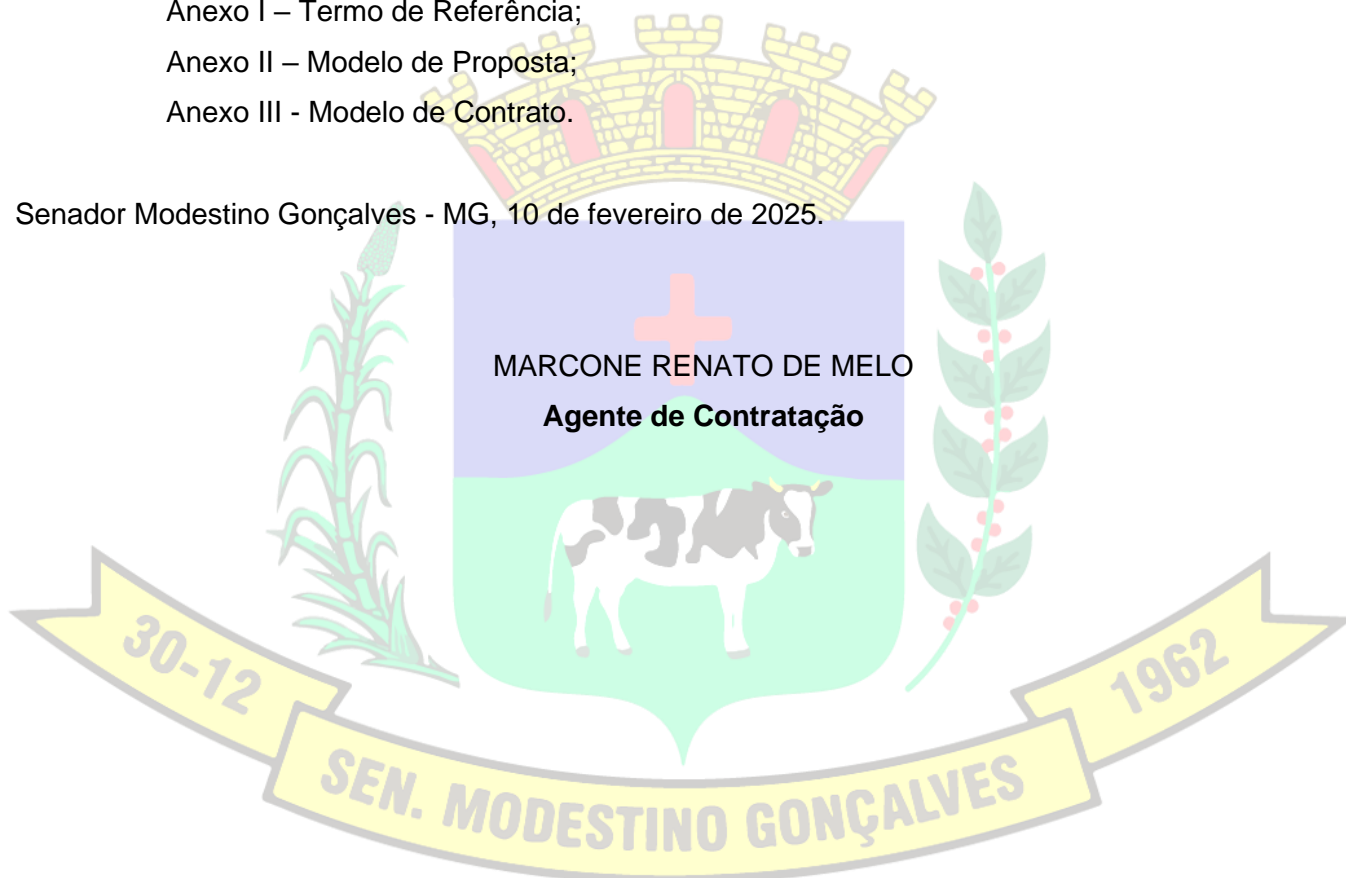 Anexo I – Termo de Referência;
Anexo II – Modelo de Proposta;
Anexo III - Modelo de Contrato.
Senador Modestino Gonçalves - MG, 10 de fevereiro de 2025.
MARCONE RENATO DE MELO
Agente de Contratação
30-12
SEN. MODESTINO GONÇALVES
1962